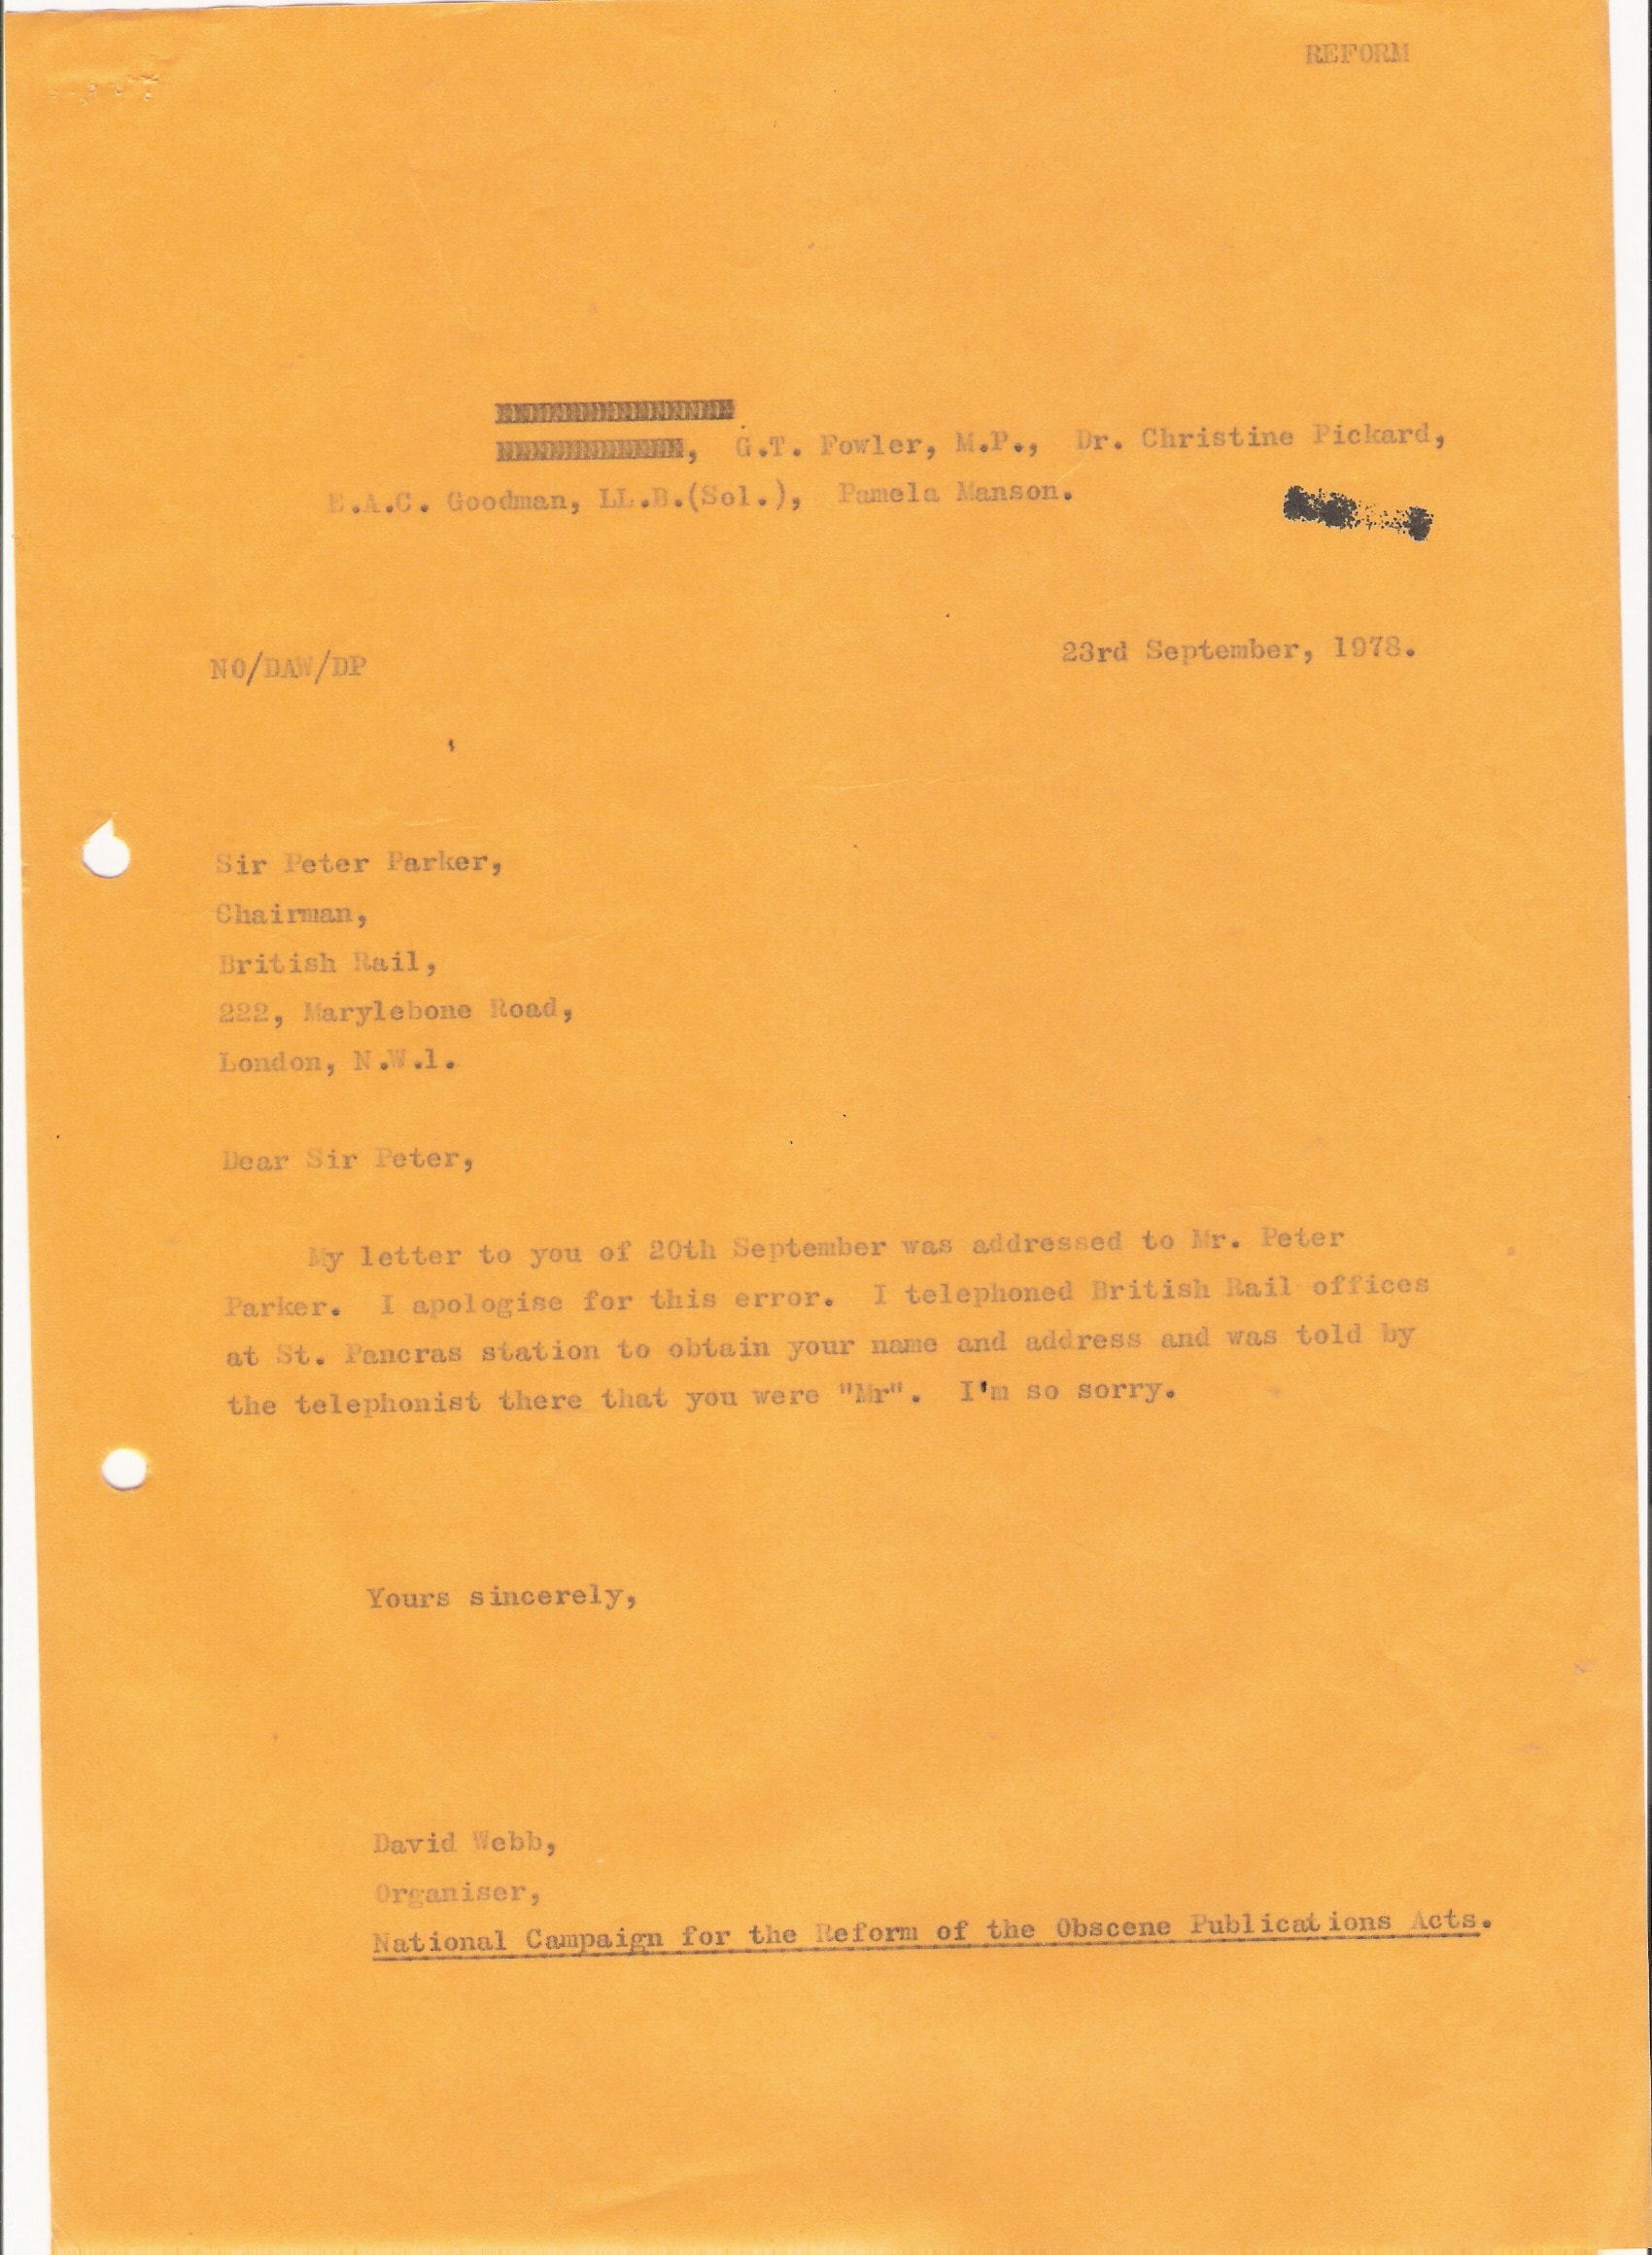 REFORM
, G.T. Fowler, M.P., Dr. Christine Pickard,
E.A.C. Goodman, LL.B.(Sol.), Pamela Manson.
23rd September, 1978.
NO/DAW/DP
Sir Peter Parker,
Chairman,
British Rail,
222, Marylebone Road,
London, N.W.1.
Dear Sir Peter,
My letter to you of 20th September was addressed to Mr. Peter
Parker. I apologise for this error. I telephoned British Rail offices
at St. Pancras station to obtain your name and address and was told by
the telephonist there that you were "Mr". I'm so sorry.
Yours sincerely,
David Webb,
Organiser,
National Campaign for the Reform of the Obscene Publications Acts.